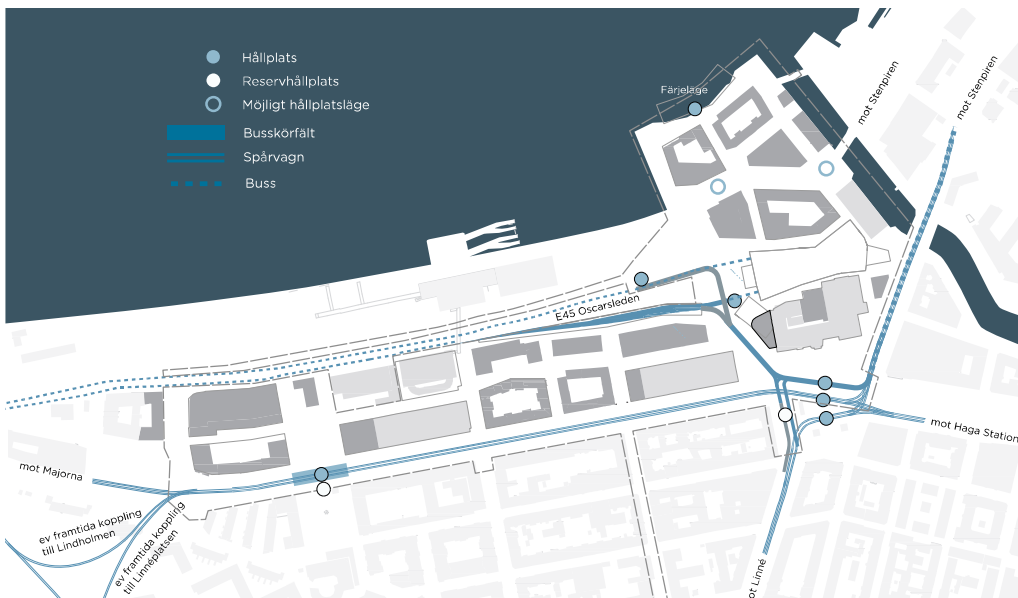 Hållplats
Reservhållplats
Möjligt hållplatsläge
Busskörfält
Spårvagn
Buss
Färjeläge
mot Stenpiren
mot Stenpiren
E45 Oscarsleden
mot Haga Station
mot Majorna
ev framtida koppling
till Lindholmen
ev framtida koppling
till Linnéplatsen
ot Linné